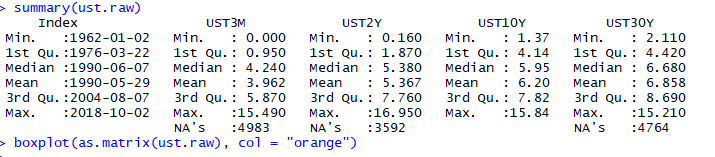 > summary(ust.raw)
Index UST3M UST2Y UST10Y UST30Y
Min. :1962-01-02 Min. : 0.000 Min. : 0.160 Min. : 1.37 Min. : 2.110
1st Qu.:1976-03-22 1st Qu.: 0.950 1st Qu.: 1.870 1st Qu.: 4.14 1st Qu.: 4.420
Median :1990-06-07 Median : 4.240 Median : 5.380 Median : 5.95 Median : 6.680
Mean :1990-05-29 Mean : 3.962 Mean : 5.367 Mean : 6.20 Mean : 6.858
3rd Qu.:2004-08-07 3rd Qu.: 5.870 3rd Qu.: 7.760 3rd Qu.: 7.82 3rd Qu.: 8.690
Max. :2018-10-02 Max. :15.490 Max. :16.950 Max. :15.84 Max. :15.210
NA's :4983 NA's :3592 NA's :4764
> boxplot(as.matrix(ust.raw), col = "orange")